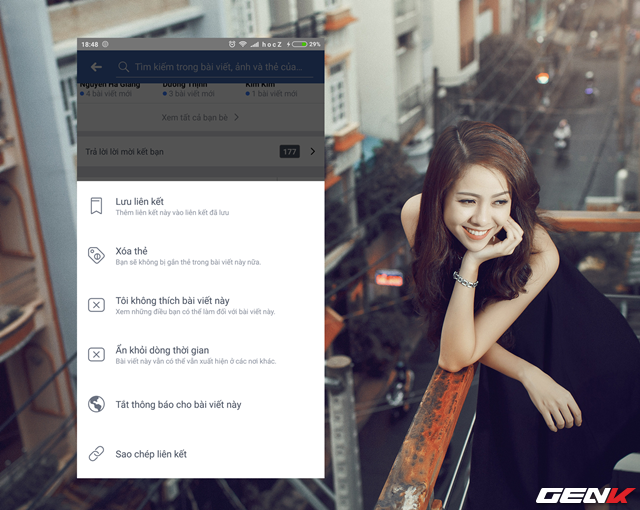 18:48
h o c Z
29%
Tìm kiếm trong bài viết, ảnh và thẻ của...
Nguyễn Hà Giang
Dương Thịnh
Kim Kim
4 bài viết mới
3 bài viết mới
1 bài viết mới
Xem tất cả bạn bè
Trả lời lời mời kết bạn
177
Lưu liên kết
Thêm liên kết này vào liên kết đã lưu
Xóa thẻ
Bạn sẽ không bị gắn thẻ trong bài viết này nữa.
Tôi không thích bài viết này
Xem những điều bạn có thể làm đối với bài viết này.
Ẩn khỏi dòng thời gian
Bài viết này vẫn có thể vẫn xuất hiện ở các nơi khác.
Tắt thông báo cho bài viết này
Sao chép liên kết
GENK